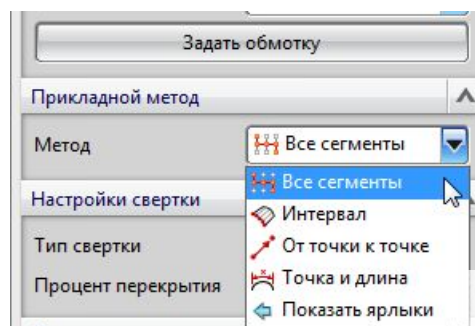 Задать обмотку
Прикладной метод
Метод
Все сегменты
Все сегменты
Настройки свертки
Интервал
Тип свертки
От точки к точке
Процент перекрытия
Точка и длина
Показать ярлыки